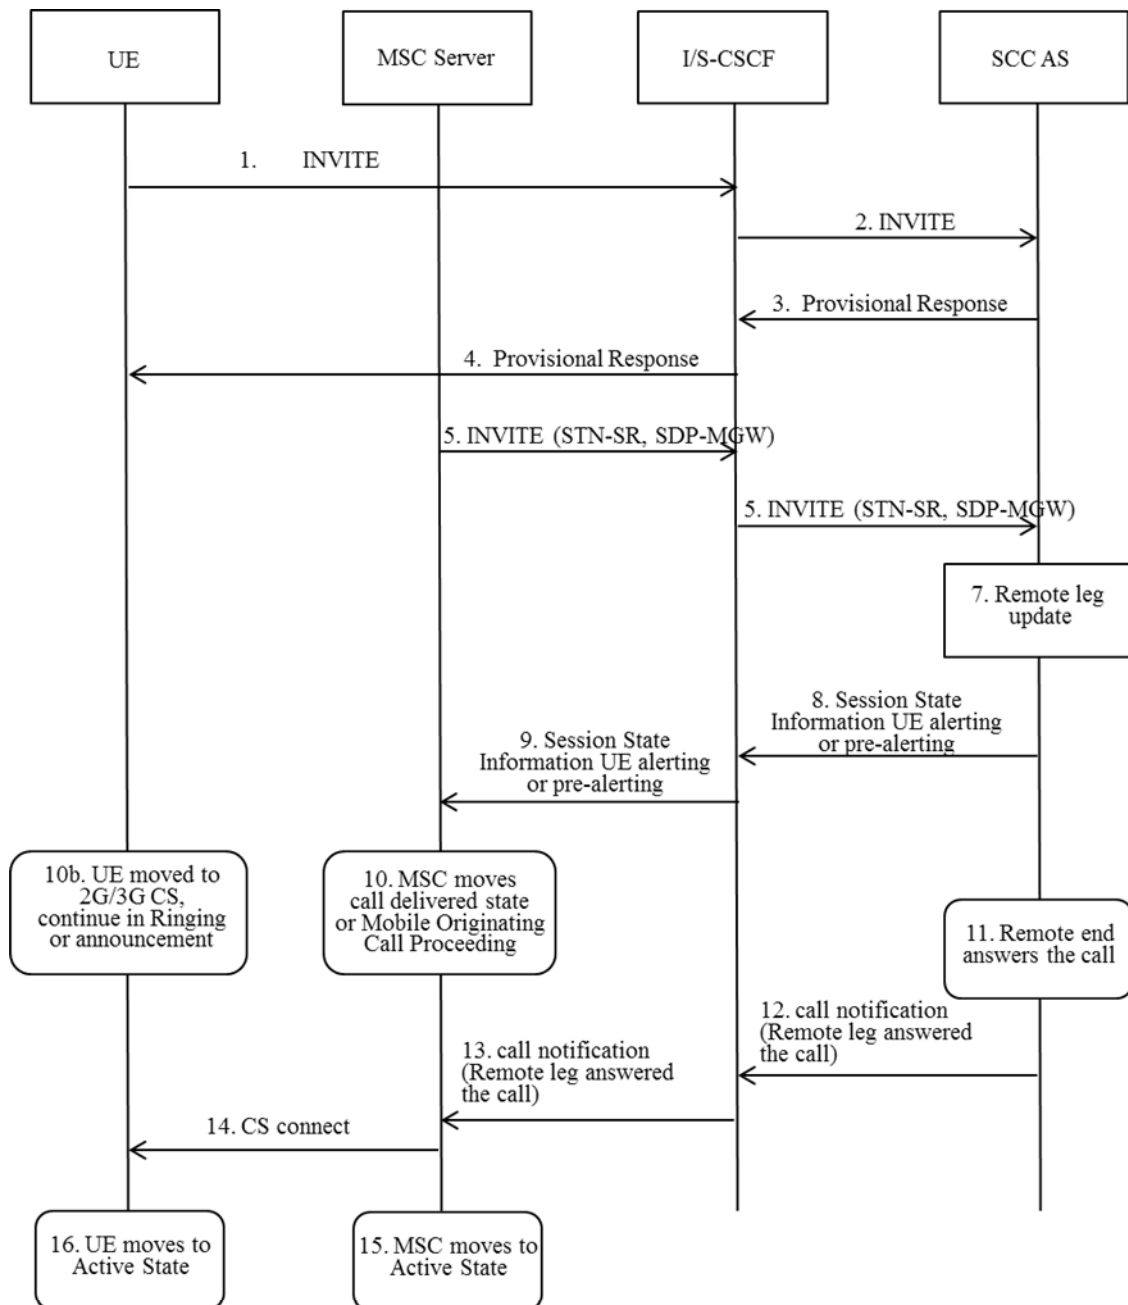 UE
MSC Server
I/S-CSCF
SCC AS
1. INVITE
2. INVITE
3. Provisional Response
4. Provisional Response
5. INVITE (STN-SR, SDP-MGW)
5. INVITE (STN-SR, SDP-MGW)
7. Remote leg
update
8. Session State
Information UE alerting
or pre-alerting
9. Session State
Information UE alerting
or pre-alerting
10b. UE moved to
2G/3G CS,
continue in Ringing
or announcement
10. MSC moves
call delivered state
or Mobile Originating
Call Proceeding
11. Remote end
answers the call
12. call notification
(Remote leg answered
the call)
13. call notification
(Remote leg answered
the call)
14. CS connect
16. UE moves to
Active State
15. MSC moves to
Active State